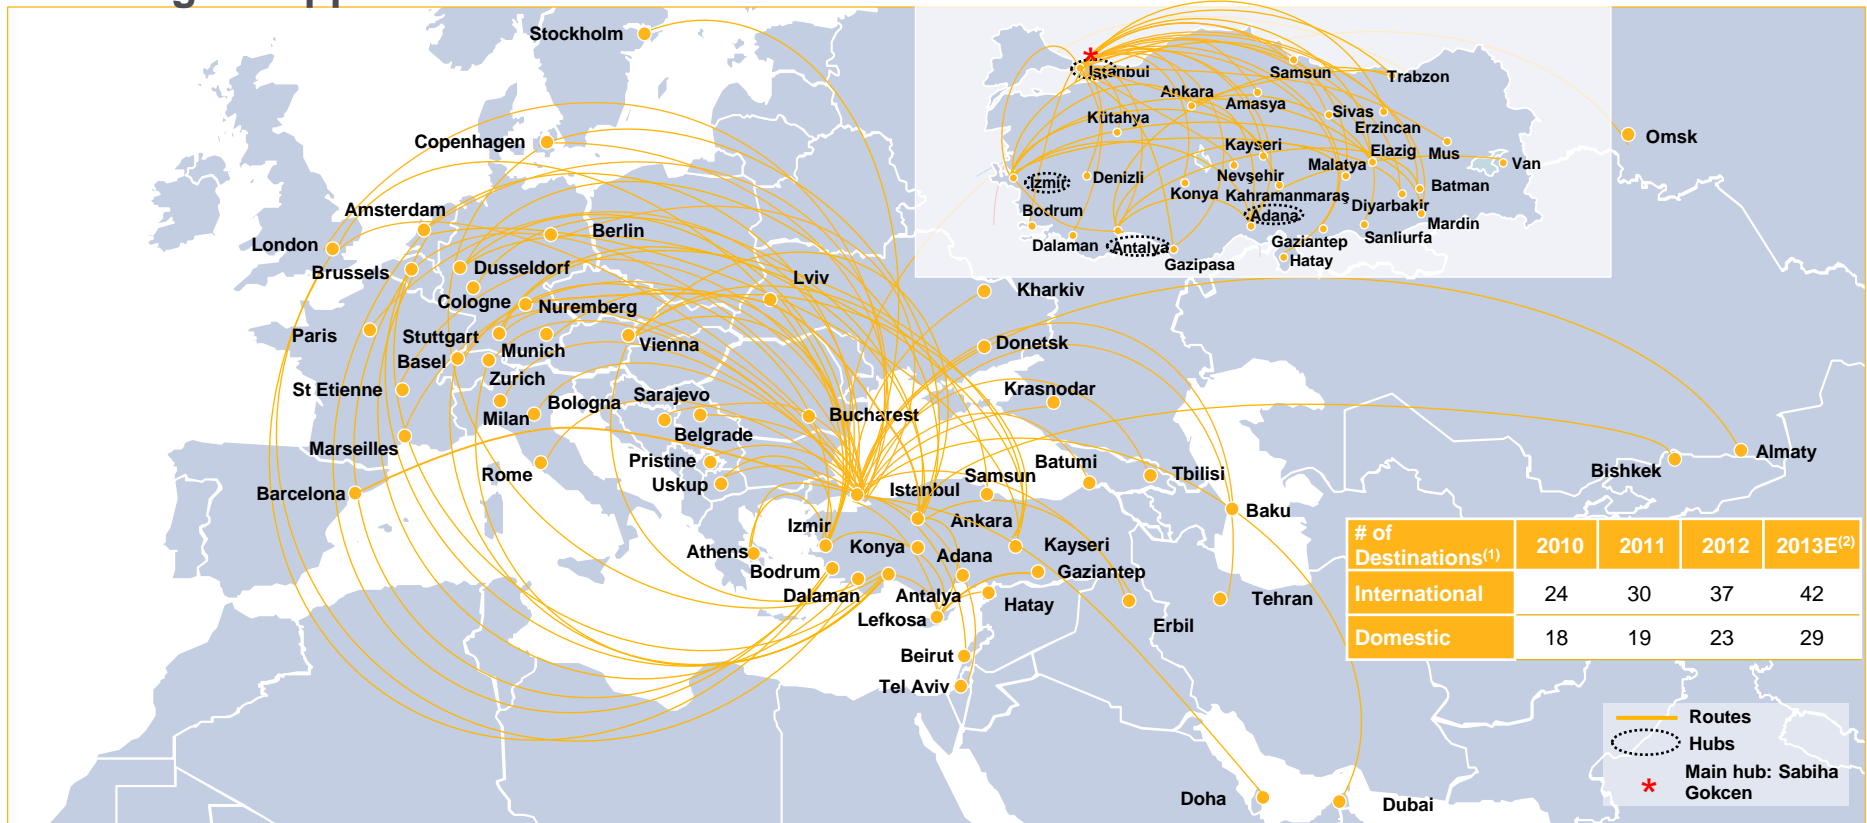 Stockholm
Copenhagen
Amsterdam
London
Berlin
Brussels
Dusseldorf
Cologne
Nuremberg
Lviv
Kharkiv
Paris
Stuttgart
Munich
Vienna
Donetsk
Basel
Zurich
St Etienne
Krasnodar
Milan
Bologna
Sarajevo
Bucharest
Belgrade
Marseilles
Rome
Pristine
Uskup
Barcelona
Batumi
Samsun
Tbilisi
Istanbul
Almaty
Bishkek
Baku
Izmir
Ankara
Athens
Konya
Adana
Kayseri
Bodrum
Gaziantep
Dalaman
Antalya
Hatay
Lefkosa
Erbil
Tehran
Beirut
Tel Aviv
Doha
Dubai
Omsk
*
Istanbul
Samsun
Trabzon
Ankara
Amasya
Sivas
Kütahya
Erzincan
Kayseri
Elazig
Mus
Malatya
Van
Izmir
Denizli
Nevşehir
Konya
Kahramanmaraş
Batman
Diyarbakir
Bodrum
Adana
Mardin
Dalaman
Antalya
Gaziantep
Sanliurfa
Gazipasa
Hatay
# of
Destinations(1) 2010 2011 2012 2013E(2)
International 24 30 37 42
Domestic 18 19 23 29
Routes
Hubs
* Main hub: Sabiha
Gokcen